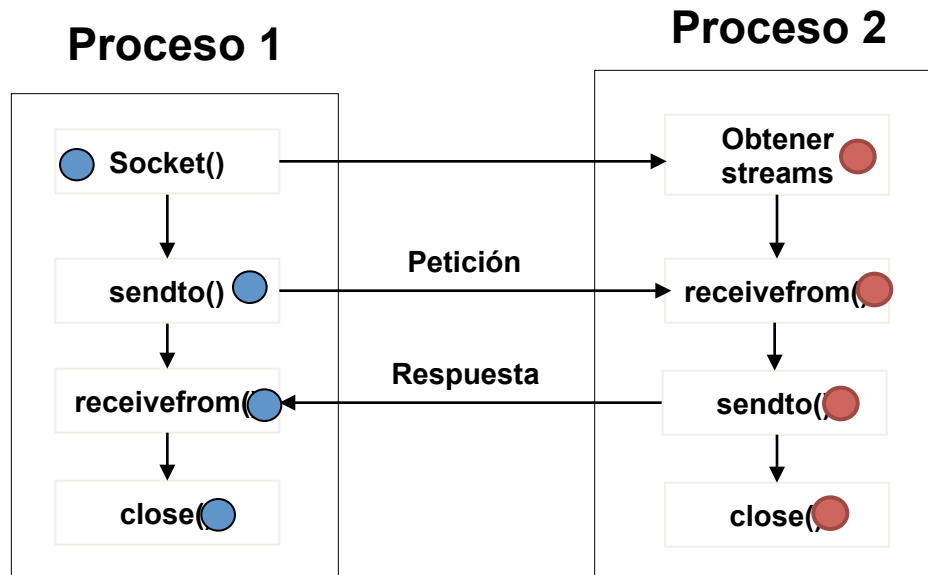 Proceso 1
Proceso 2
Socket()
Obtener
streams
sendto()
Petición
receivefrom()
receivefrom()
Respuesta
sendto()
close()
close()